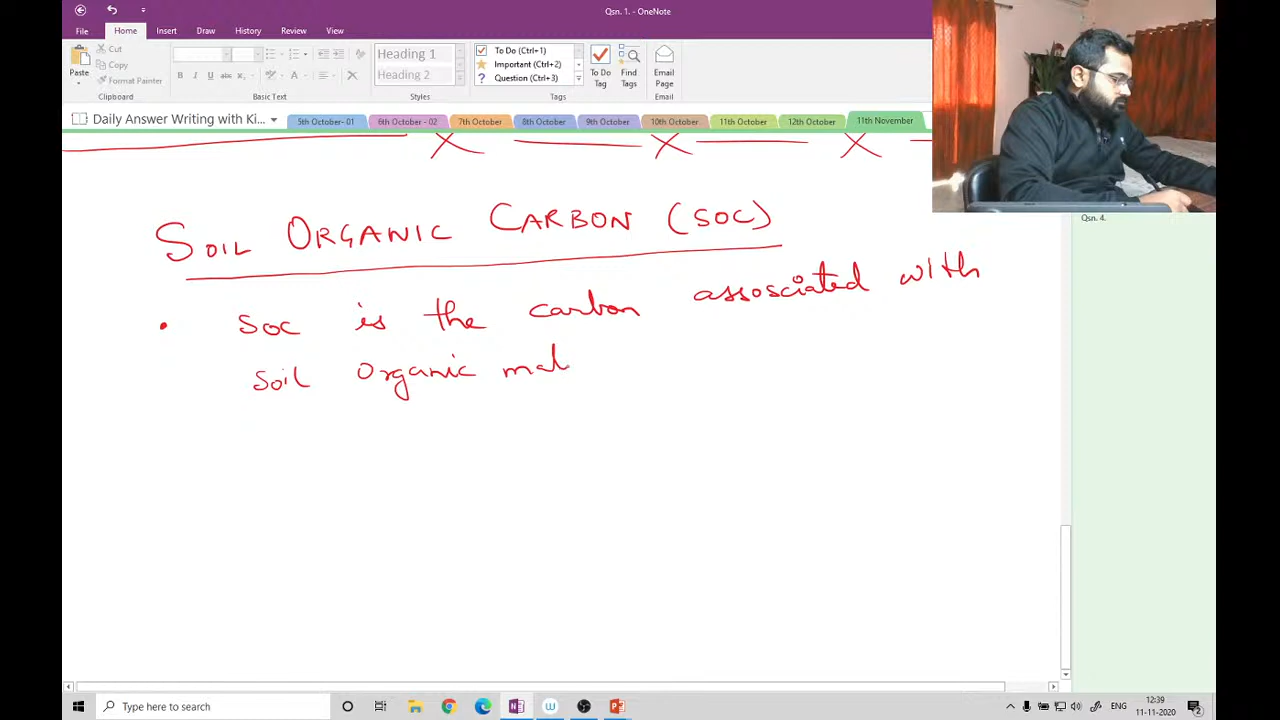 Qsn. 1. - OneNote
File Home Insert Draw History Review View
Cut
Copy
Paste Format Painter
Clipboard
B I U abc
Basic Text
Heading 1
Heading 2
Styles
To Do (Ctrl+1)
Important (Ctrl+2)
Question (Ctrl+3)
To Do Tag
Find Tags
Tags
Email Page
Email
Daily Answer Writing with Ki...
5th October- 01 6th October - 02 7th October 8th October 9th October 10th October 11th October 12th October 11th November
Qsn. 4.
SOIL ORGANIC CARBON (SOC)
• SOC is the carbon assosciated with
soil organic mat
Type here to search
ENG
12:39
11-11-2020
2